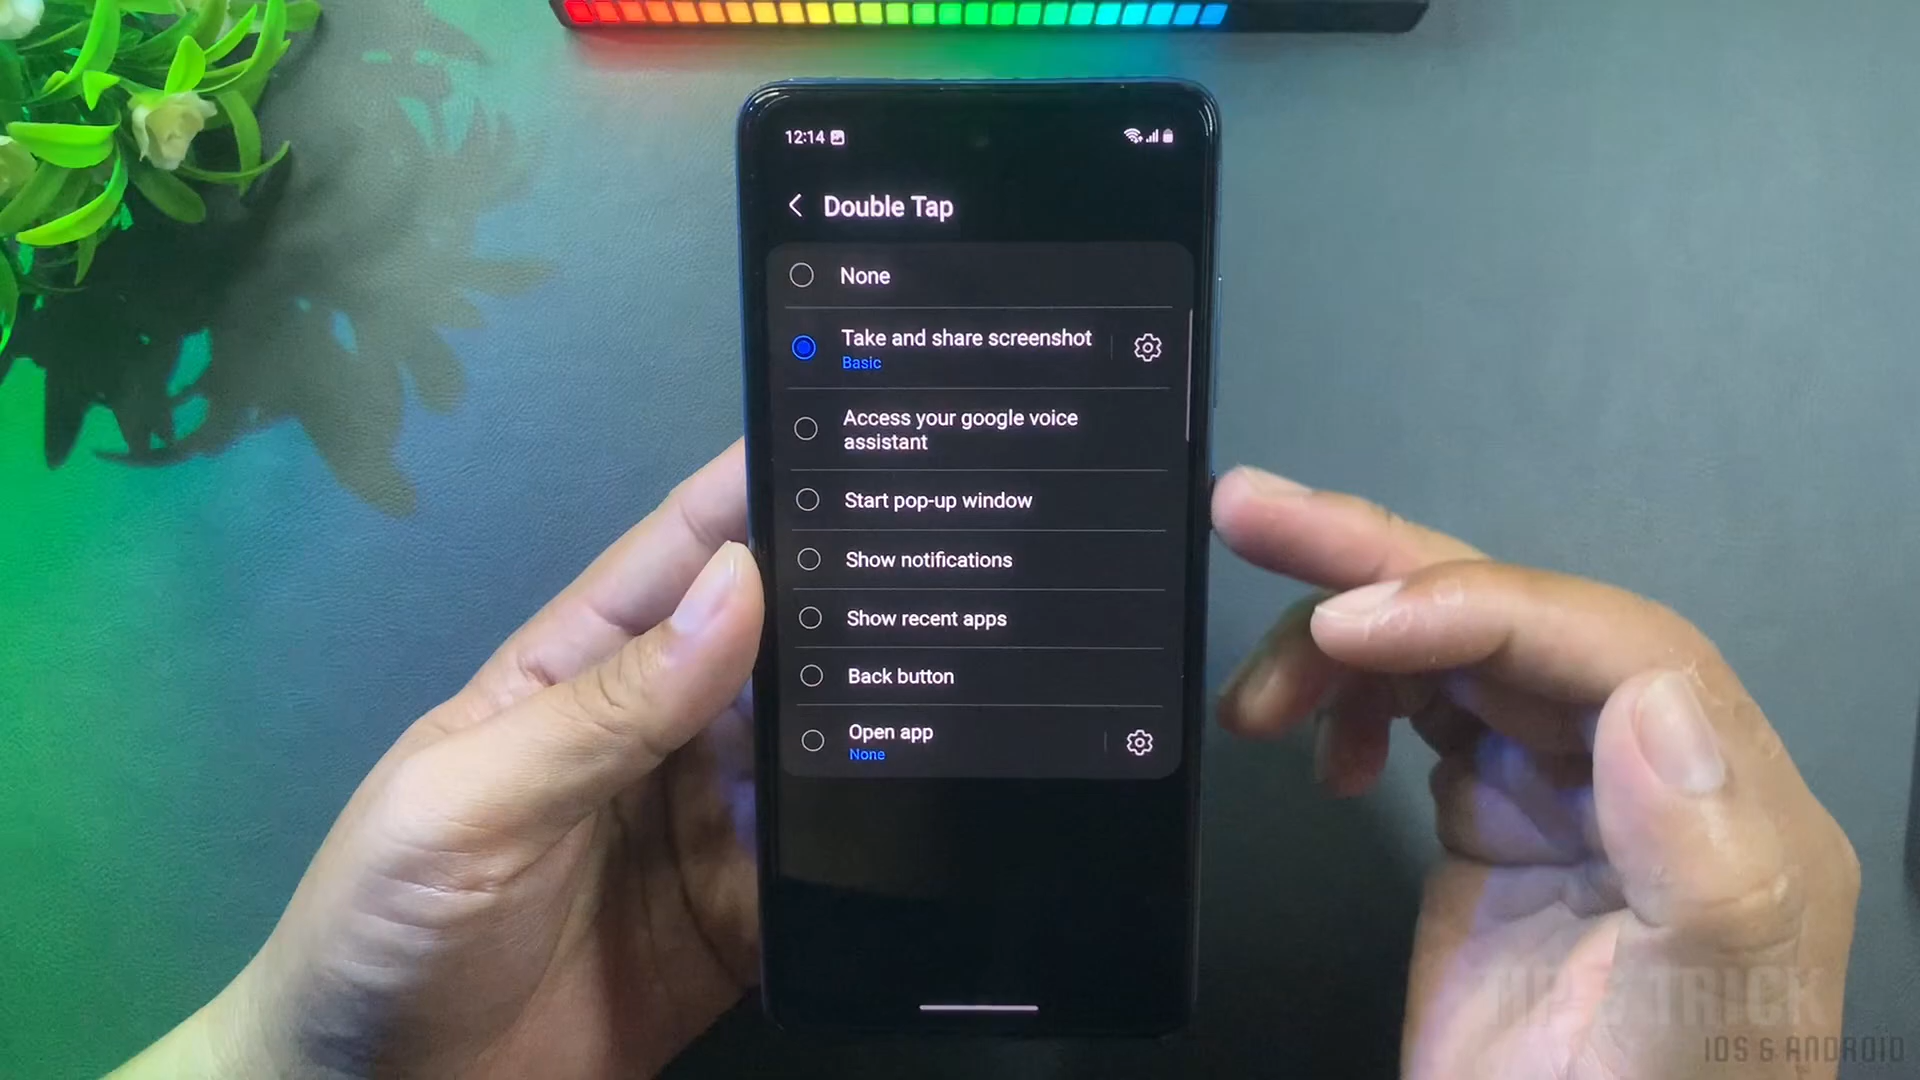 12:14
Double Tap
None
Take and share screenshot
Basic
Access your google voice
assistant
Start pop-up window
Show notifications
Show recent apps
Back button
Open app
None
TRICK
IOS & ANDROID